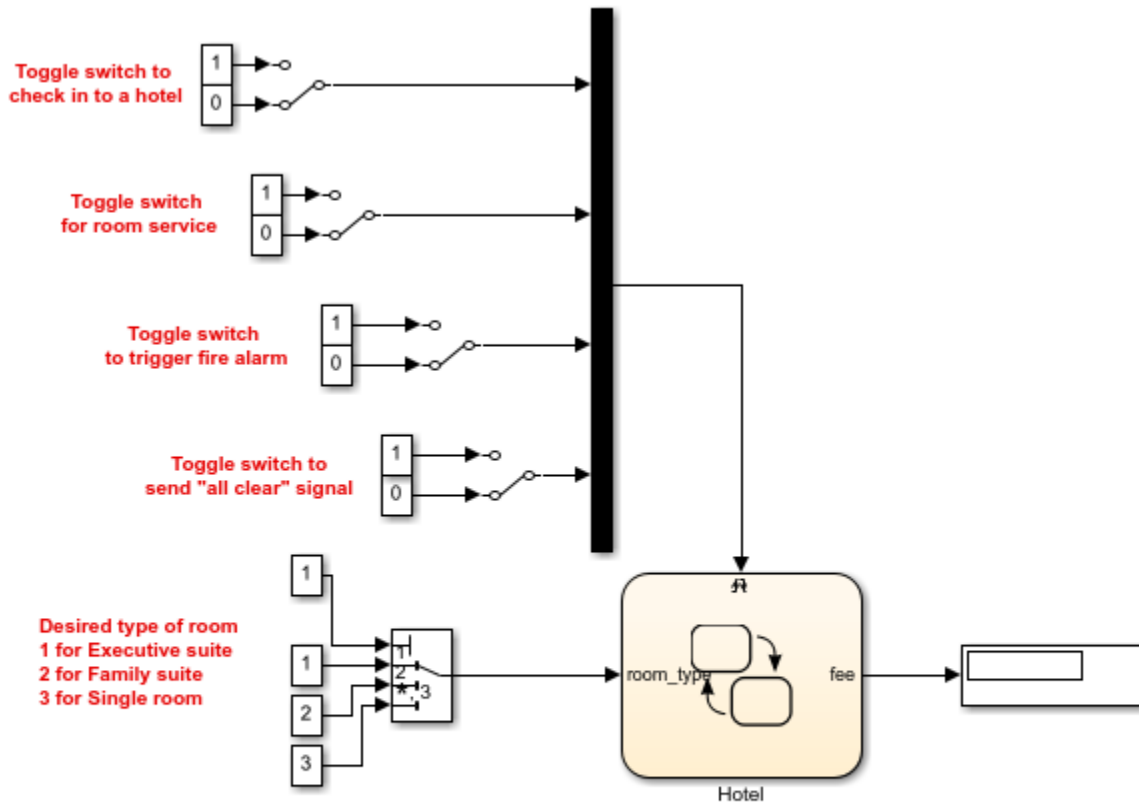 Toggle switch to
check in to a hotel
1
0
Toggle switch
for room service
1
0
Toggle switch
to trigger fire alarm
1
0
Toggle switch to
send "all clear" signal
1
0
1
Desired type of room
1 for Executive suite
2 for Family suite
3 for Single room
1
2
3
1
2
*, 3
room_type
fee
Hotel